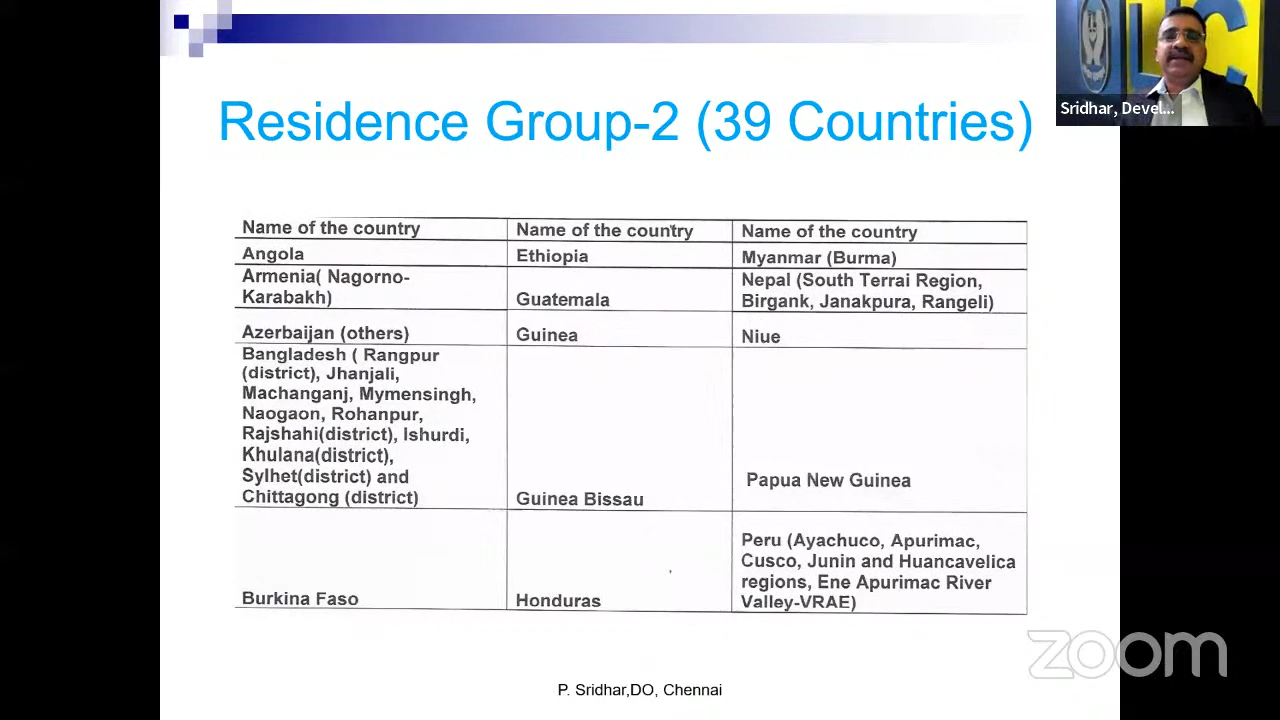 Residence Group-2 (39 Countries)
Sridhar, Devel...
Name of the country
Name of the country
Name of the country
Angola
Ethiopia
Myanmar (Burma)
Armenia( Nagorno-
Karabakh)
Guatemala
Nepal (South Terrai Region,
Birgank, Janakpura, Rangeli)
Azerbaijan (others)
Guinea
Niue
Bangladesh ( Rangpur
(district), Jhanjali,
Machanganj, Mymensingh,
Naogaon, Rohanpur,
Rajshahi(district), Ishurdi,
Khulana(district),
Sylhet(district) and
Chittagong (district)
Guinea Bissau
Papua New Guinea
Burkina Faso
Honduras
Peru (Ayachuco, Apurimac,
Cusco, Junin and Huancavelica
regions, Ene Apurimac River
Valley-VRAE)
zoom
P. Sridhar,DO, Chennai